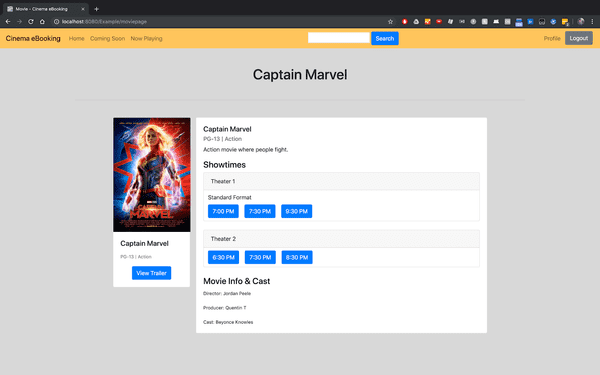 Movie - Cinema eBooking
localhost:8080/Example/moviepage
Cinema eBooking Home Coming Soon Now Playing Search Profile Logout
Captain Marvel
CAPTAIN
MARVEL
Captain Marvel
PG-13 | Action
View Trailer
Captain Marvel
PG-13 | Action
Action movie where people fight.
Showtimes
Theater 1
Standard Format
7:00 PM 7:30 PM 9:30 PM
Theater 2
6:30 PM 7:30 PM 8:30 PM
Movie Info & Cast
Director: Jordan Peele
Producer: Quentin T
Cast: Beyonce Knowles